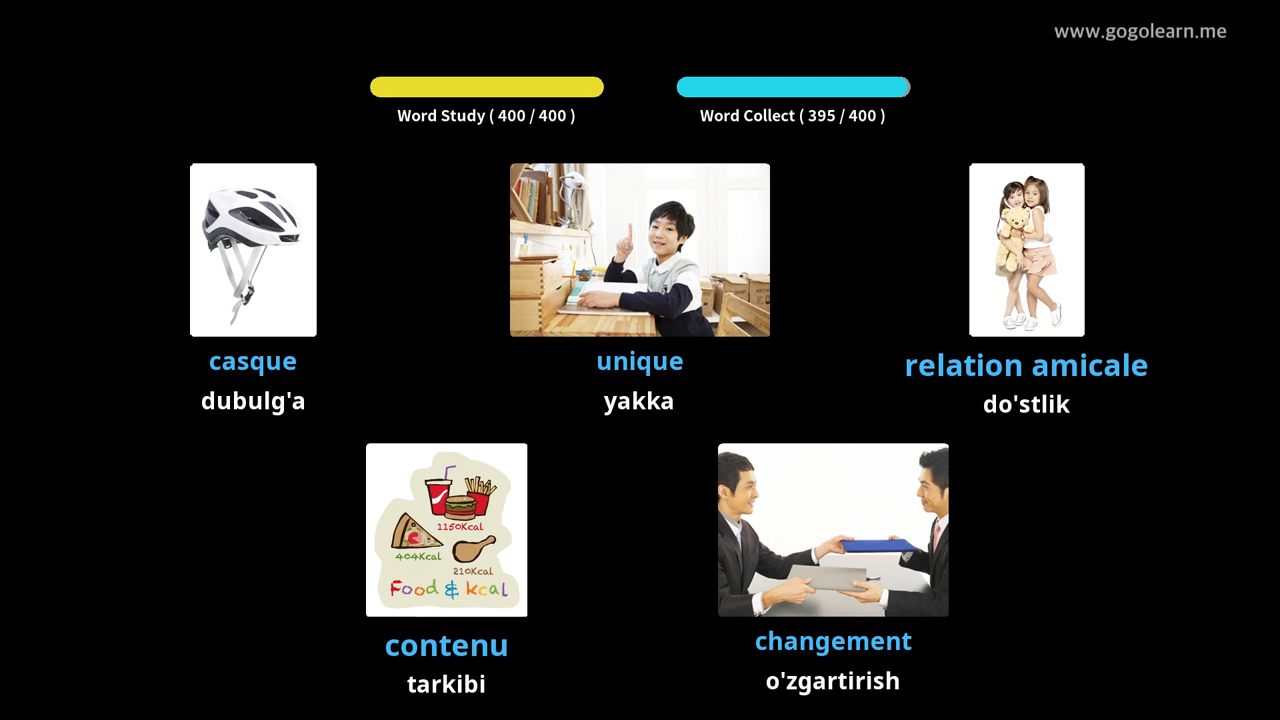 www.gogolearn.me
Word Study ( 400 / 400 )
Word Collect ( 395 / 400 )
casque
dubulg'a
unique
yakka
relation amicale
do'stlik
1150Kcal
404Kcal
210Kcal
Food & kcal
contenu
tarkibi
changement
o'zgartirish